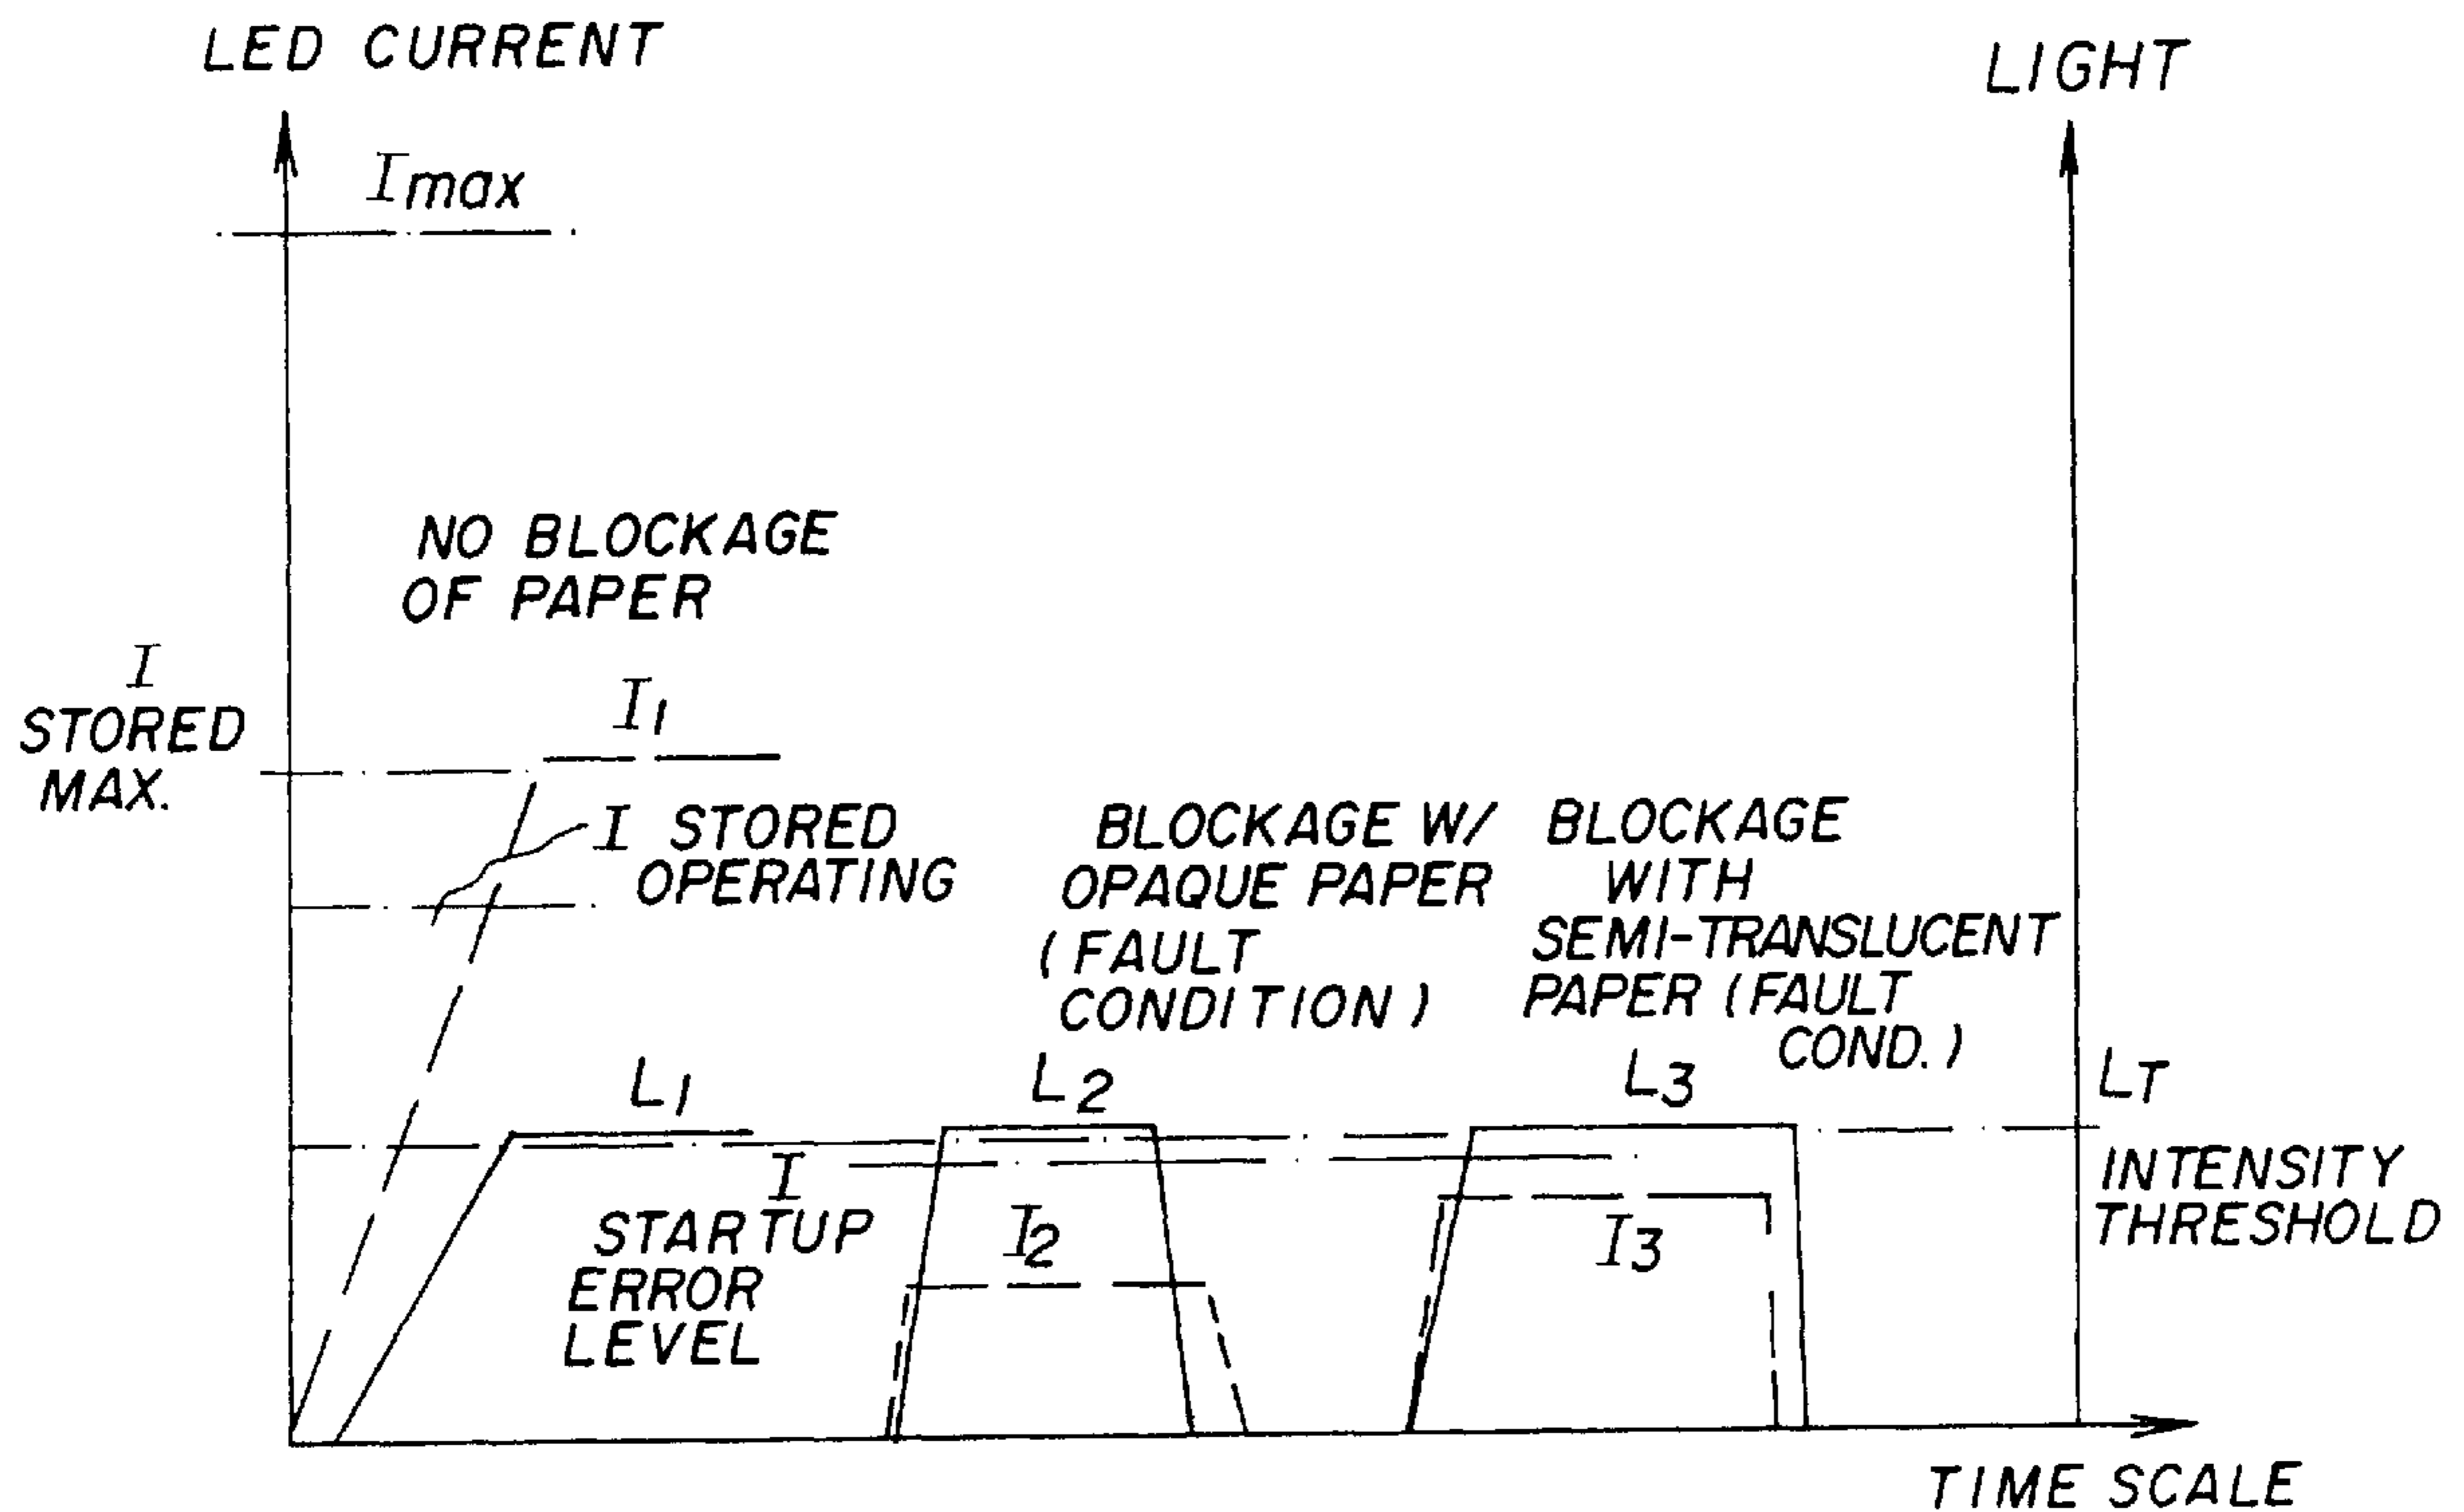 LED CURRENT
LIGHT
Imax
NO BLOCKAGE
OF PAPER
I
STORED
MAX.
I1
I STORED
OPERATING
BLOCKAGE W/
OPAQUE PAPER
(FAULT
CONDITION)
BLOCKAGE
WITH
SEMI-TRANSLUCENT
PAPER (FAULT
COND.)
L1
L2
L3
LT
INTENSITY
THRESHOLD
I
STARTUP
ERROR
LEVEL
I2
I3
TIME SCALE